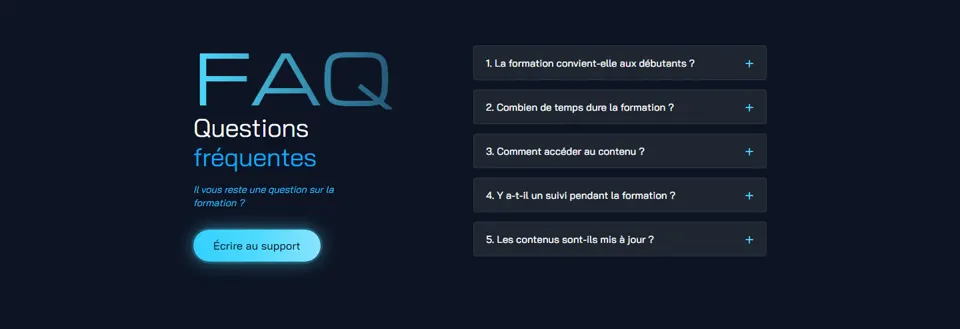 FAQ
Questions
fréquentes
Il vous reste une question sur la
formation ?
Écrire au support
1. La formation convient-elle aux débutants ?
2. Combien de temps dure la formation ?
3. Comment accéder au contenu ?
4. Y a-t-il un suivi pendant la formation ?
5. Les contenus sont-ils mis à jour ?